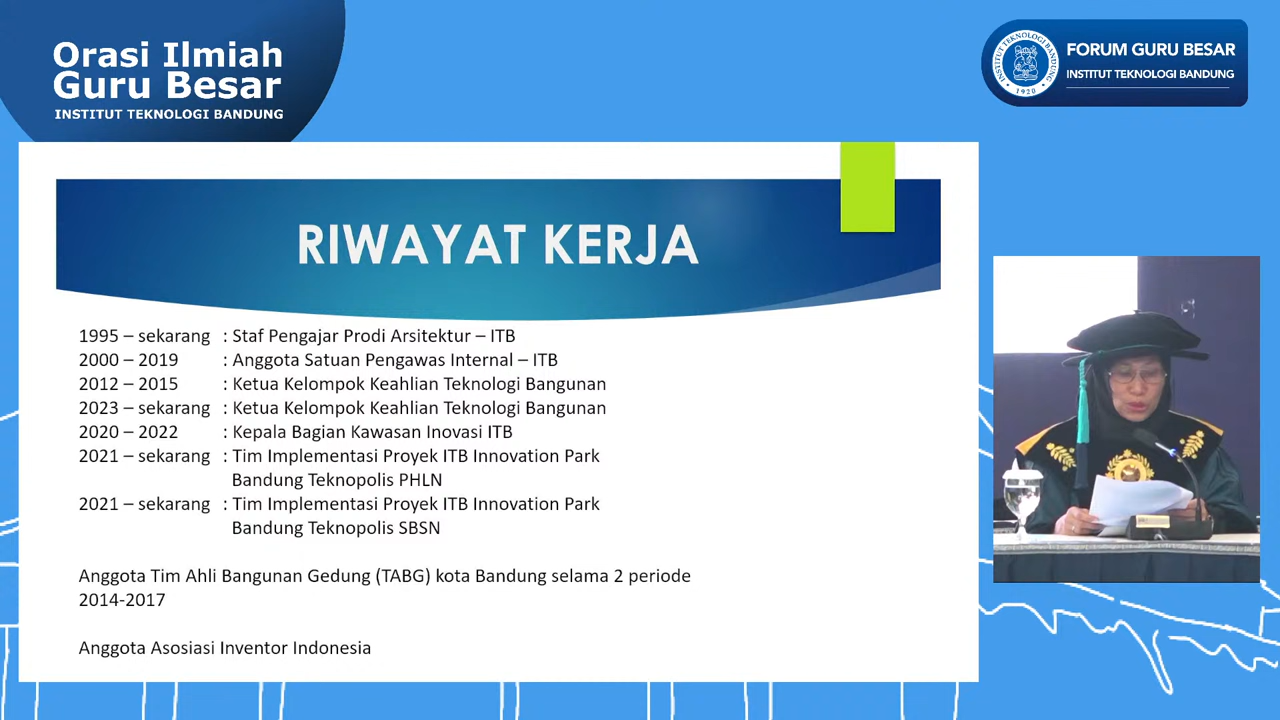 Orasi Ilmiah
Guru Besar
INSTITUT TEKNOLOGI BANDUNG
INSTITUT TEKNOLOGI BANDUNG
1920
FORUM GURU BESAR
INSTITUT TEKNOLOGI BANDUNG
RIWAYAT KERJA
1995 – sekarang : Staf Pengajar Prodi Arsitektur – ITB
2000 – 2019 : Anggota Satuan Pengawas Internal – ITB
2012 – 2015 : Ketua Kelompok Keahlian Teknologi Bangunan
2023 – sekarang : Ketua Kelompok Keahlian Teknologi Bangunan
2020 – 2022 : Kepala Bagian Kawasan Inovasi ITB
2021 – sekarang : Tim Implementasi Proyek ITB Innovation Park
Bandung Teknopolis PHLN
2021 – sekarang : Tim Implementasi Proyek ITB Innovation Park
Bandung Teknopolis SBSN
Anggota Tim Ahli Bangunan Gedung (TABG) kota Bandung selama 2 periode
2014-2017
Anggota Asosiasi Inventor Indonesia